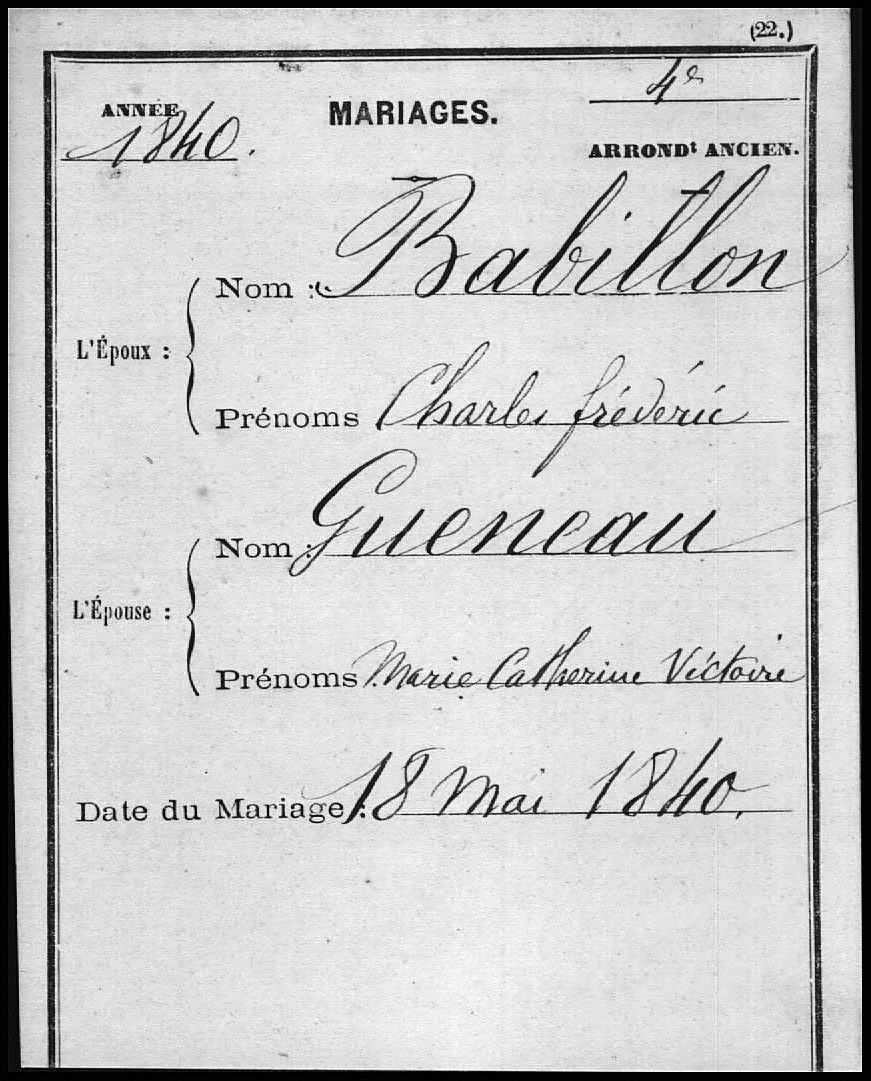 (22.)
ANNÉE
1840.
MARIAGES.
4e
ARRONDt ANCIEN.
Nom : Babillon
L'Époux :
Prénoms Charles frédéric
Nom : Gueneau
L'Épouse :
Prénoms Marie Catherine Victoire
Date du Mariage : 18 Mai 1840.